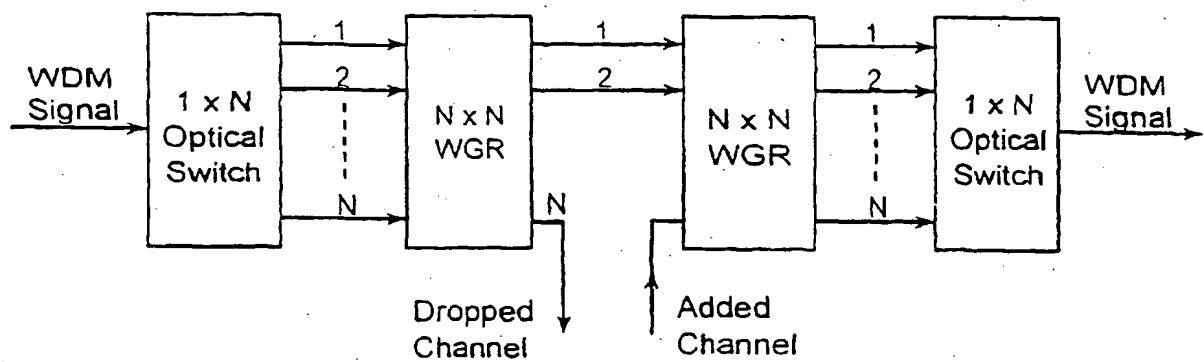 WDM
Signal
1 x N
Optical
Switch
1
2
N
N x N
WGR
1
2
N
Dropped
Channel
N x N
WGR
Added
Channel
1
2
N
1 x N
Optical
Switch
WDM
Signal